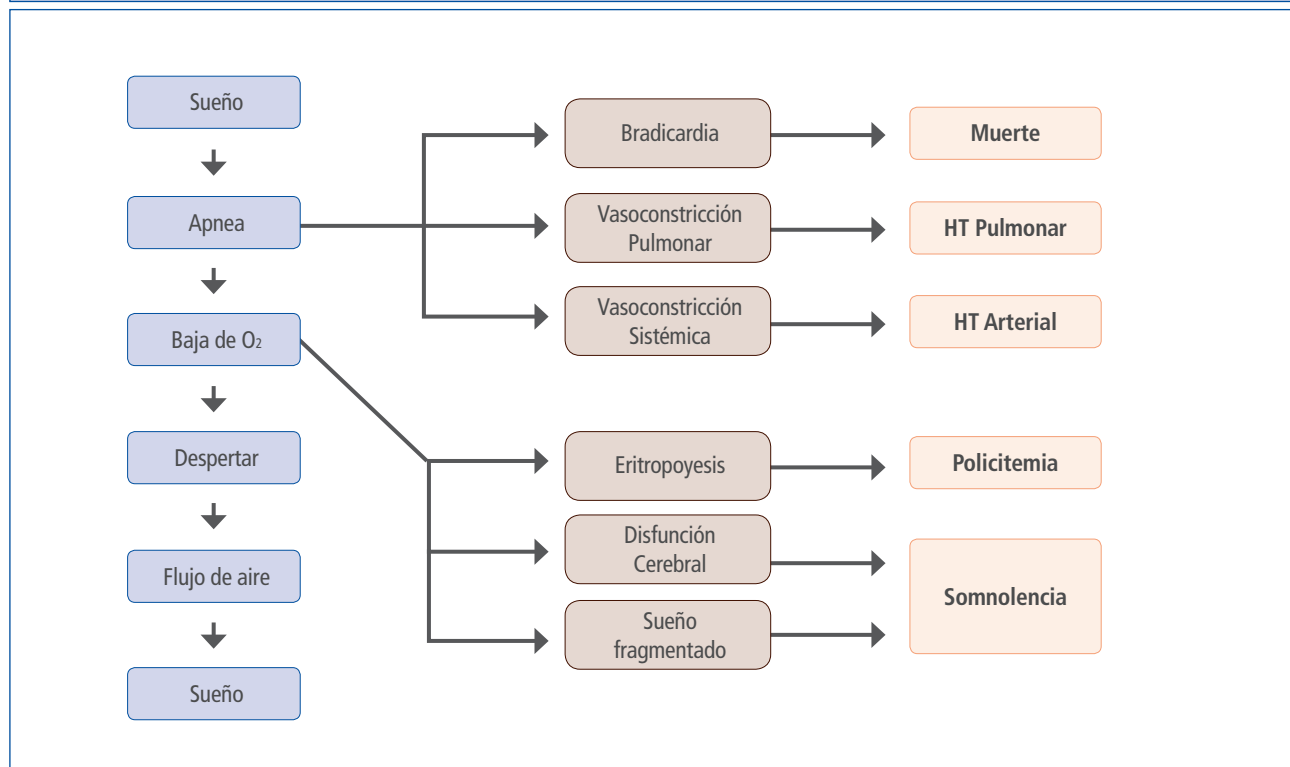 Sueño
Apnea
Baja de O₂
Despertar
Flujo de aire
Sueño
Bradicardia
Vasoconstricción
Pulmonar
Vasoconstricción
Sistémica
Eritropoyesis
Disfunción
Cerebral
Sueño
fragmentado
Muerte
HT Pulmonar
HT Arterial
Policitemia
Somnolencia